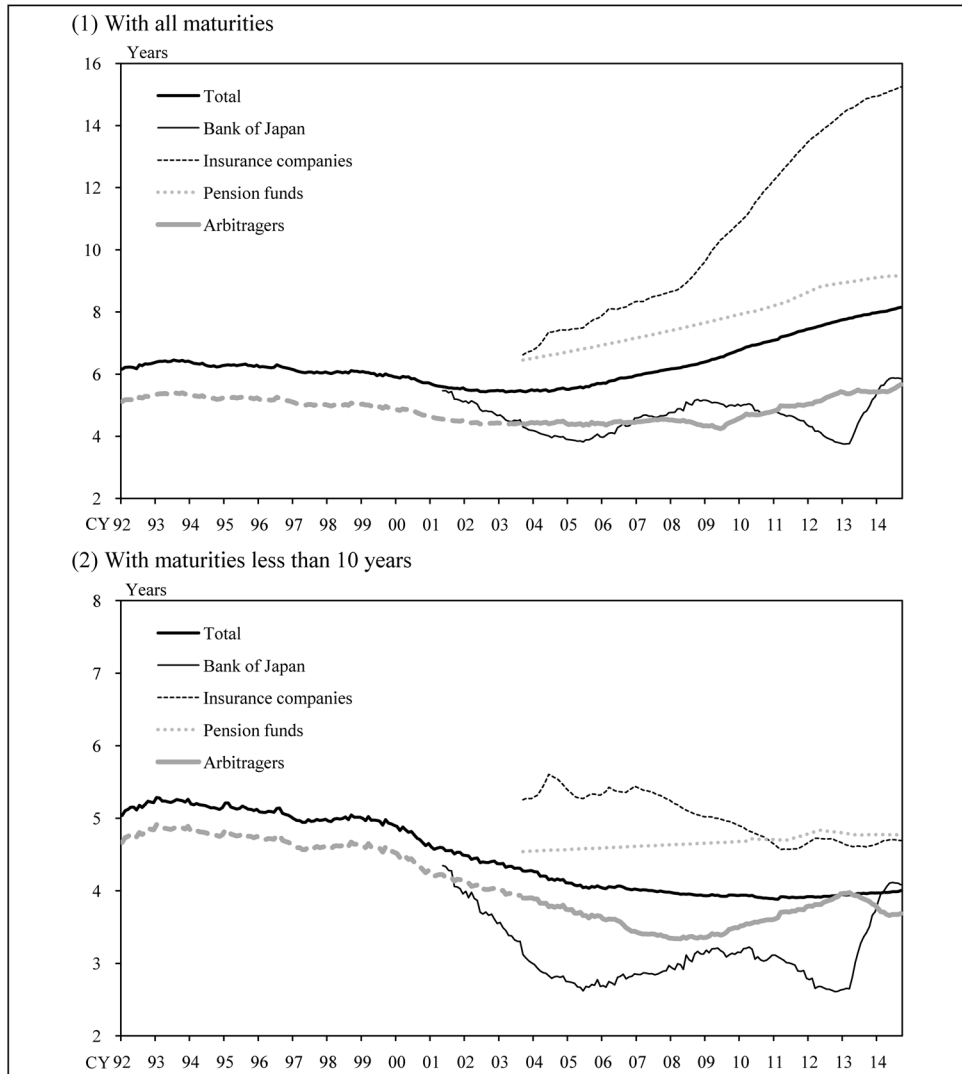 (1) With all maturities
Years
16
14
12
10
8
6
4
2
Total
Bank of Japan
Insurance companies
Pension funds
Arbitragers
CY 92 93 94 95 96 97 98 99 00 01 02 03 04 05 06 07 08 09 10 11 12 13 14
(2) With maturities less than 10 years
Years
8
7
6
5
4
3
2
Total
Bank of Japan
Insurance companies
Pension funds
Arbitragers
CY 92 93 94 95 96 97 98 99 00 01 02 03 04 05 06 07 08 09 10 11 12 13 14